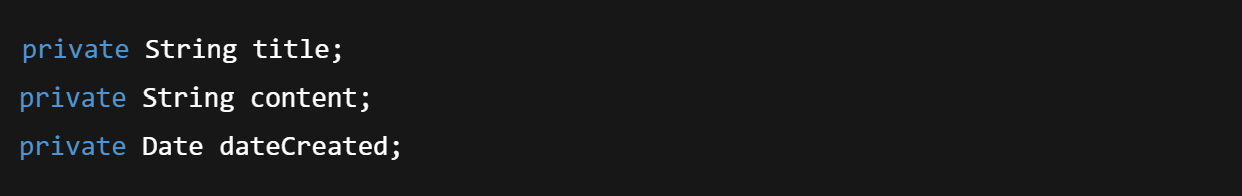 private String title;
private String content;
private Date dateCreated;